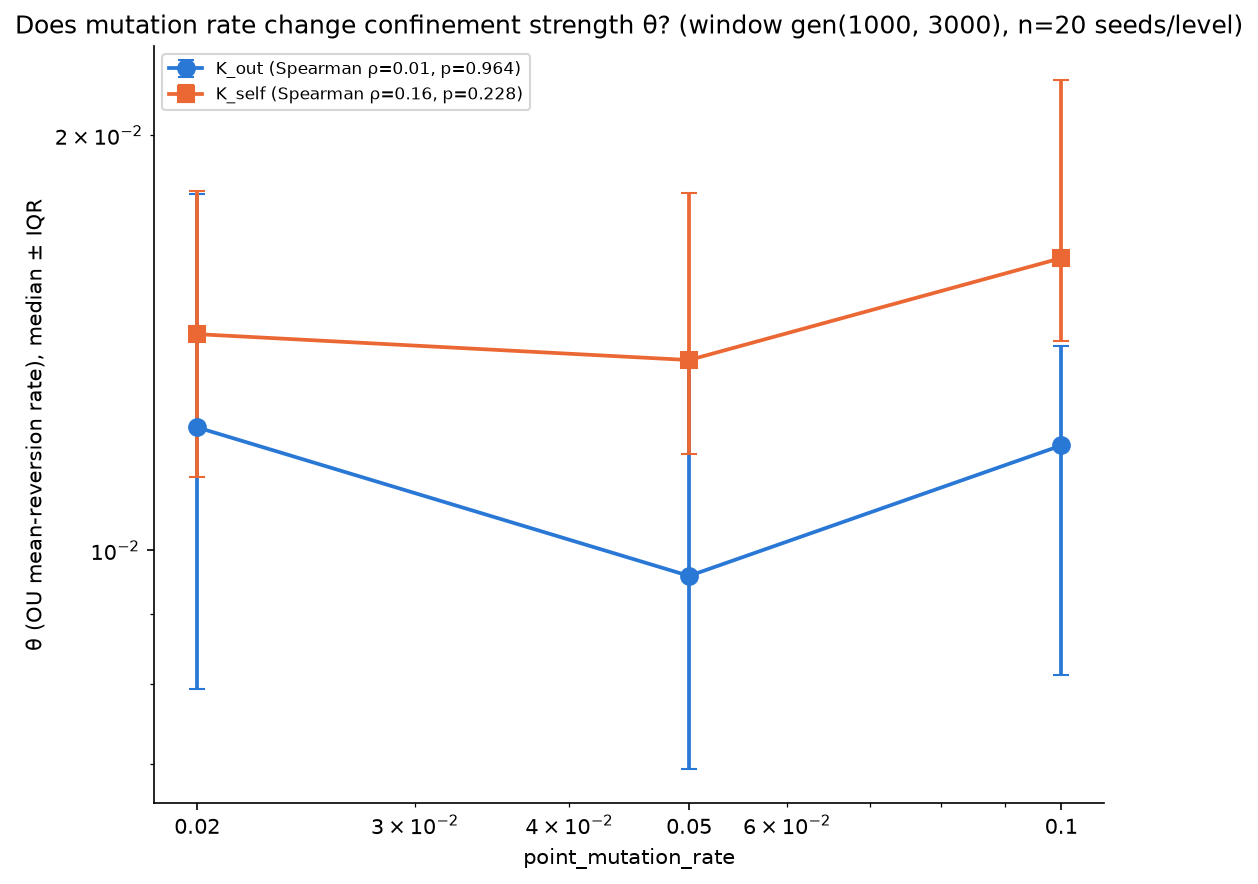 Does mutation rate change confinement strength θ? (window gen(1000, 3000), n=20 seeds/level)
K_out (Spearman ρ=0.01, p=0.964)
K_self (Spearman ρ=0.16, p=0.228)
θ (OU mean-reversion rate), median ± IQR
2 × 10⁻²
10⁻²
0.02
3 × 10⁻²
4 × 10⁻²
0.05
6 × 10⁻²
0.1
point_mutation_rate